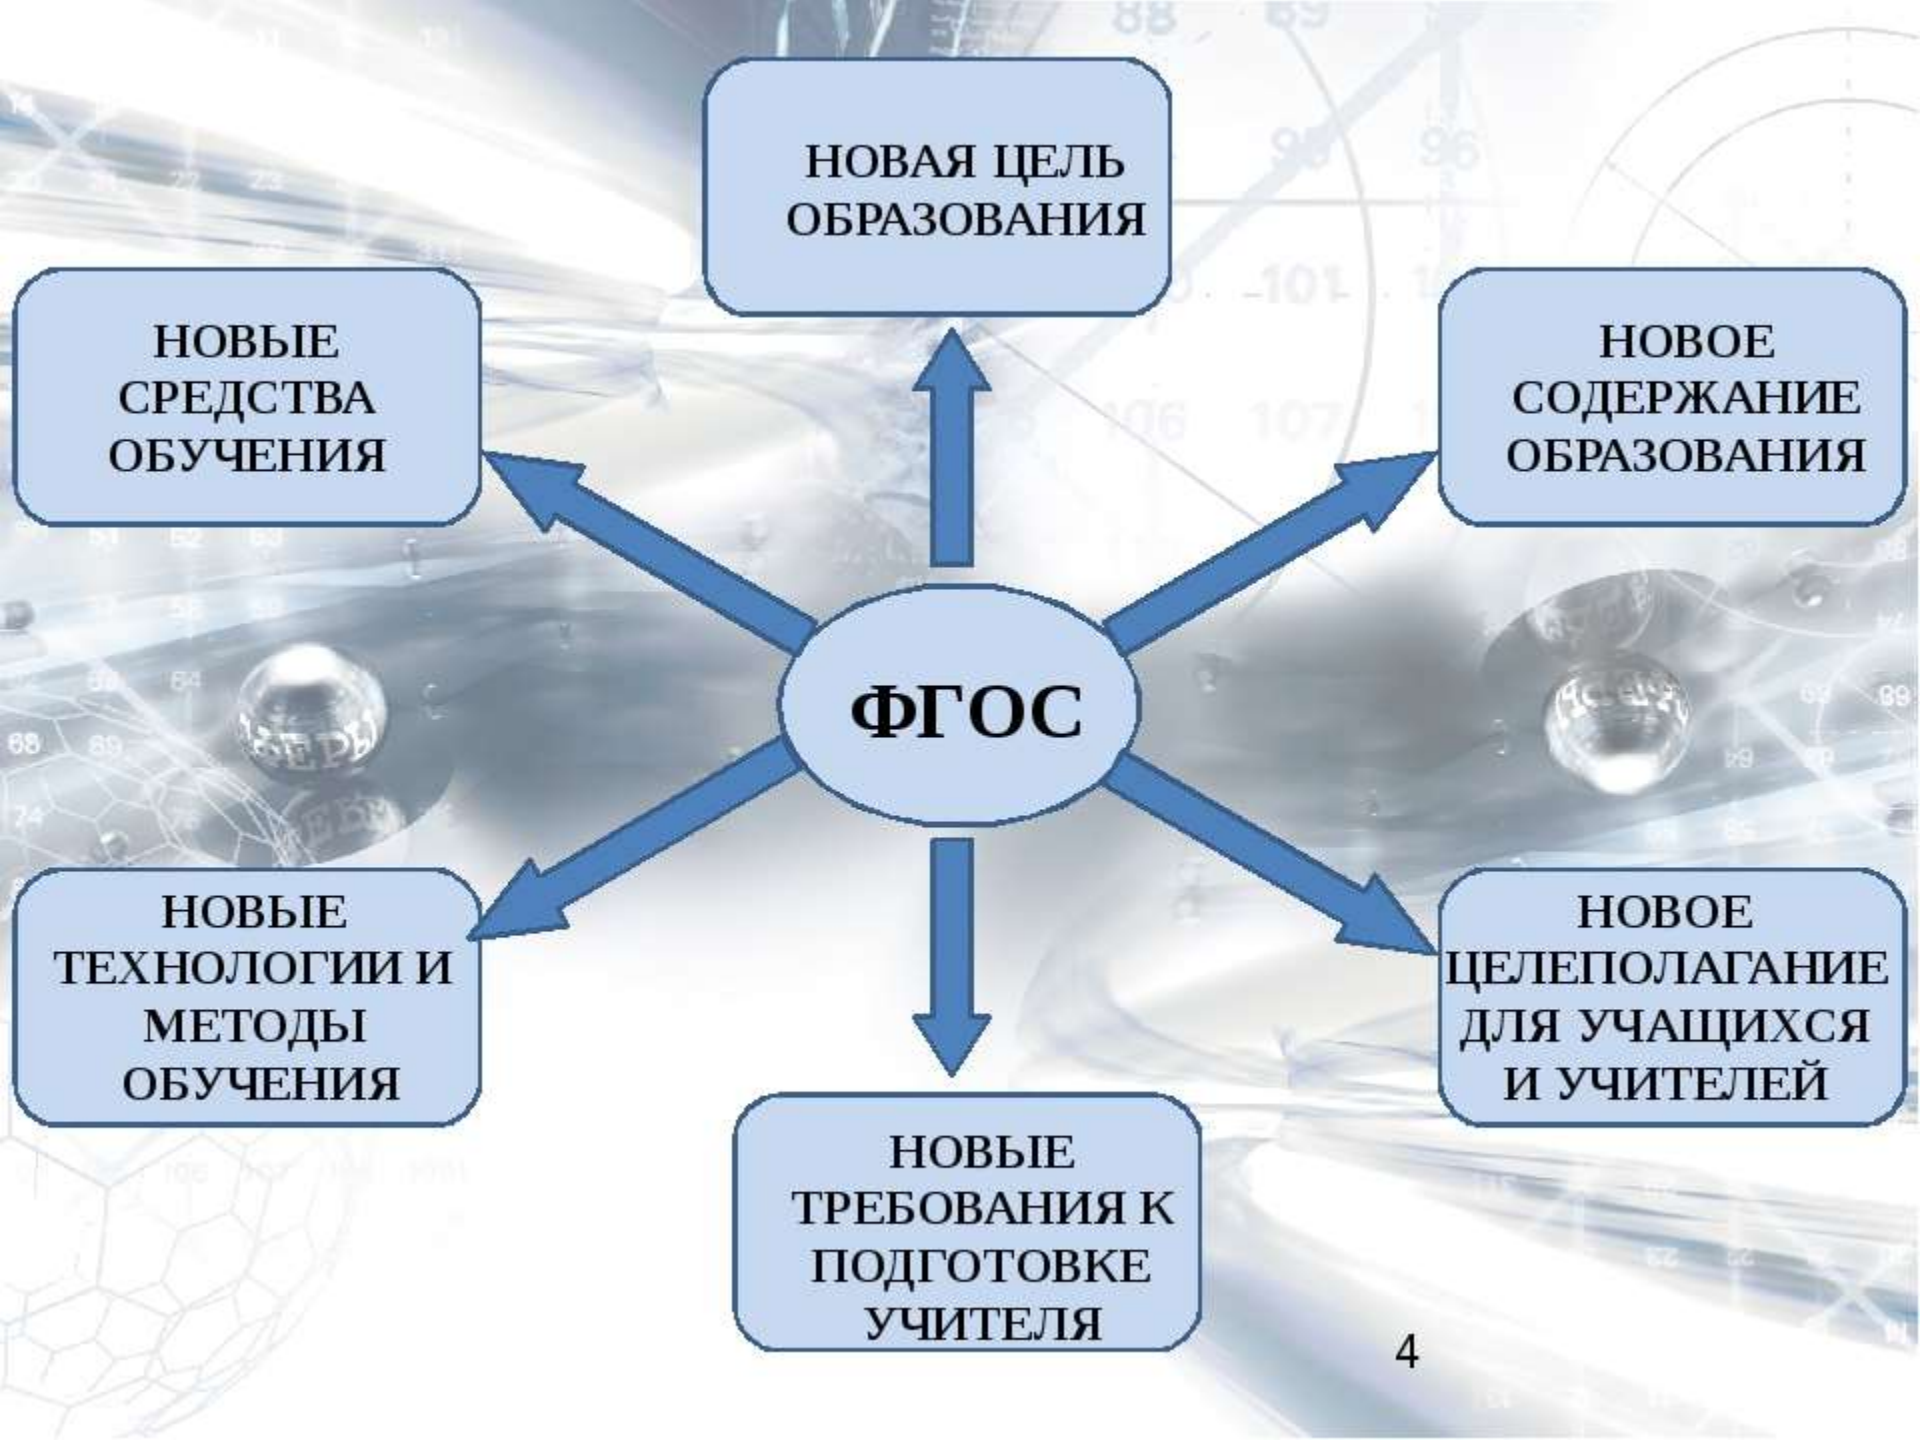 НОВАЯ ЦЕЛЬ
ОБРАЗОВАНИЯ
НОВЫЕ
СРЕДСТВА
ОБУЧЕНИЯ
НОВОЕ
СОДЕРЖАНИЕ
ОБРАЗОВАНИЯ
ФГОС
НОВЫЕ
ТЕХНОЛОГИИ И
МЕТОДЫ
ОБУЧЕНИЯ
НОВОЕ
ЦЕЛЕПОЛАГАНИЕ
ДЛЯ УЧАЩИХСЯ
И УЧИТЕЛЕЙ
НОВЫЕ
ТРЕБОВАНИЯ К
ПОДГОТОВКЕ
УЧИТЕЛЯ
4